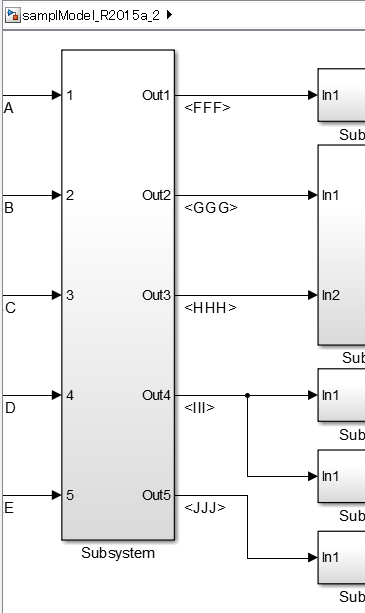 samplModel_R2015a_2
1 Out1 In1
A <FFF>
Sub
2 Out2 In1
B <GGG>
3 Out3 In2
C <HHH>
Sub
4 Out4 In1
D <III>
Sub
In1
5 Out5
E <JJJ>
Sub
Subsystem
In1
Sub